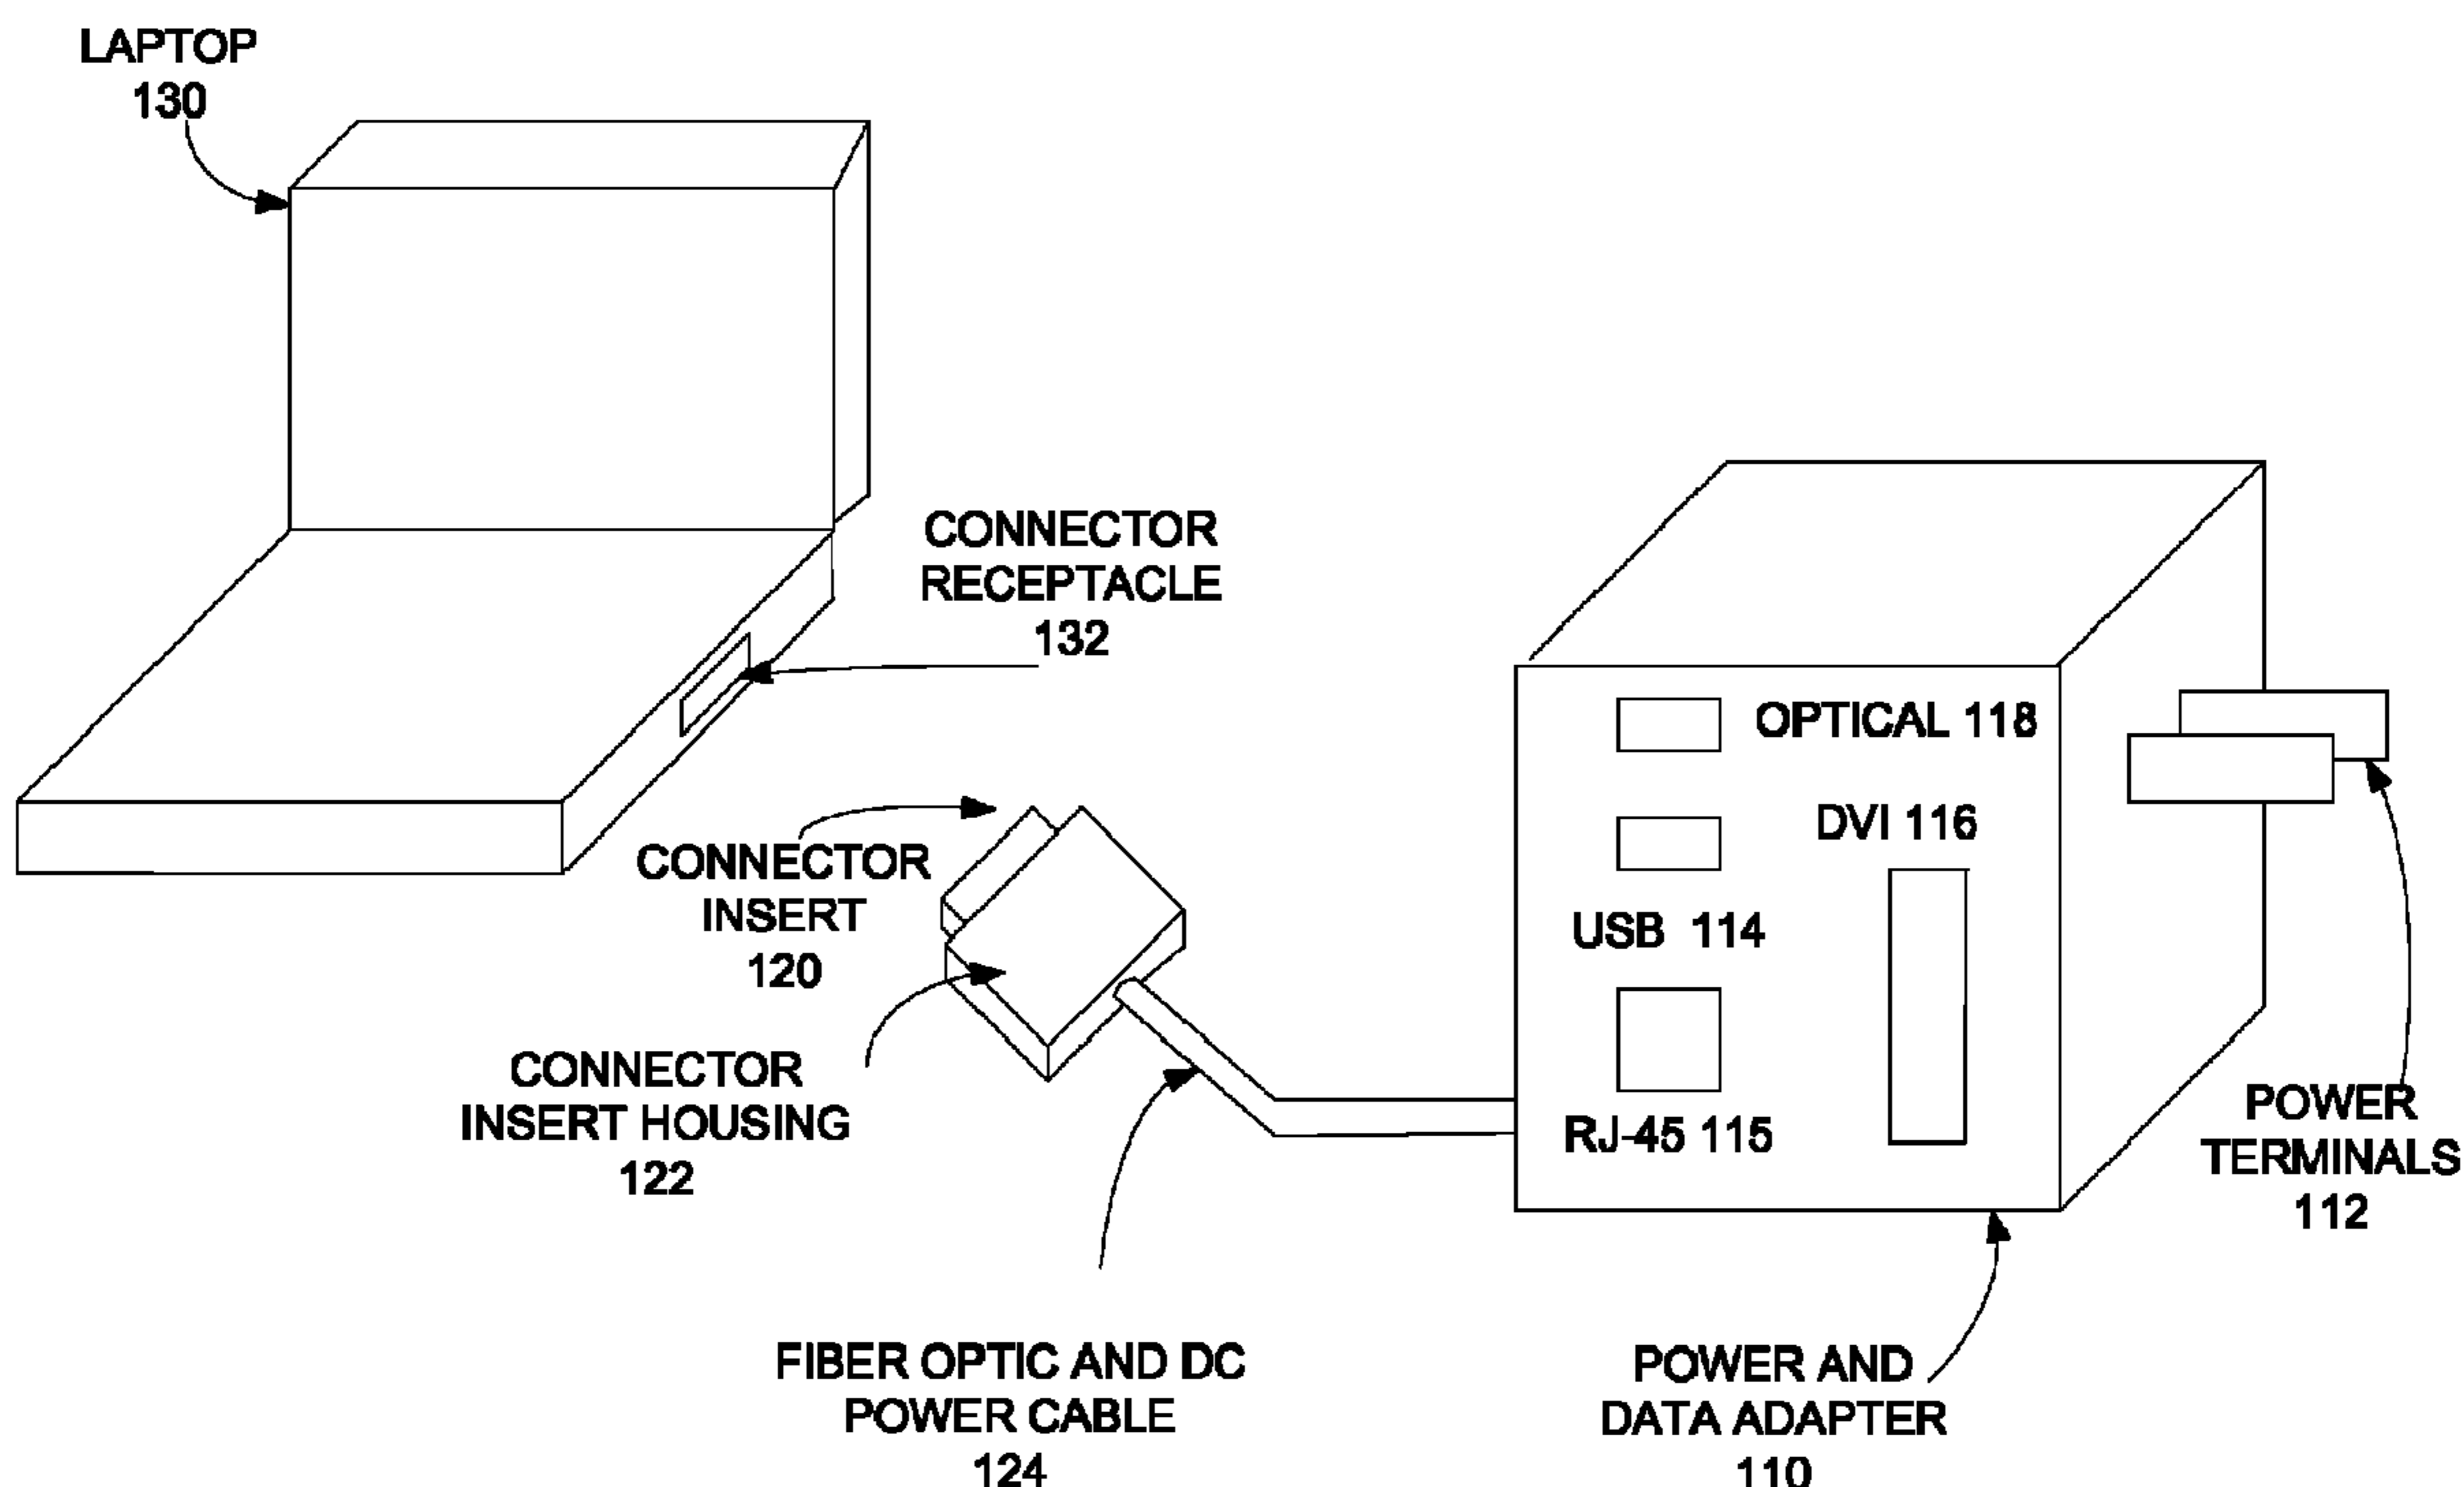 LAPTOP
130
CONNECTOR
RECEPTACLE
132
OPTICAL 118
DVI 116
CONNECTOR
INSERT
120
USB 114
CONNECTOR
INSERT HOUSING
122
RJ-45 115
POWER
TERMINALS
112
FIBER OPTIC AND DC
POWER CABLE
124
POWER AND
DATA ADAPTER
110